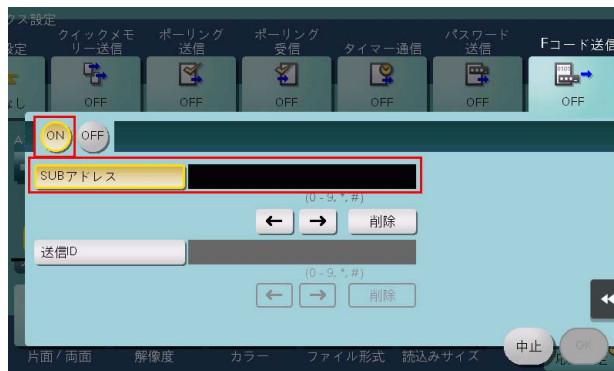 クス設定
クイックメモ ポーリング ポーリング パスワード
設定 リー送信 送信 受信 タイマー通信 送信 Fコード送信
OFF OFF OFF OFF OFF OFF
ON OFF
SUBアドレス
(0 - 9, *, #)
← → 削除
送信ID
(0 - 9, *, #)
← → 削除
中止 OK
片面 / 両面 解像度 カラー ファイル形式 読込みサイズ